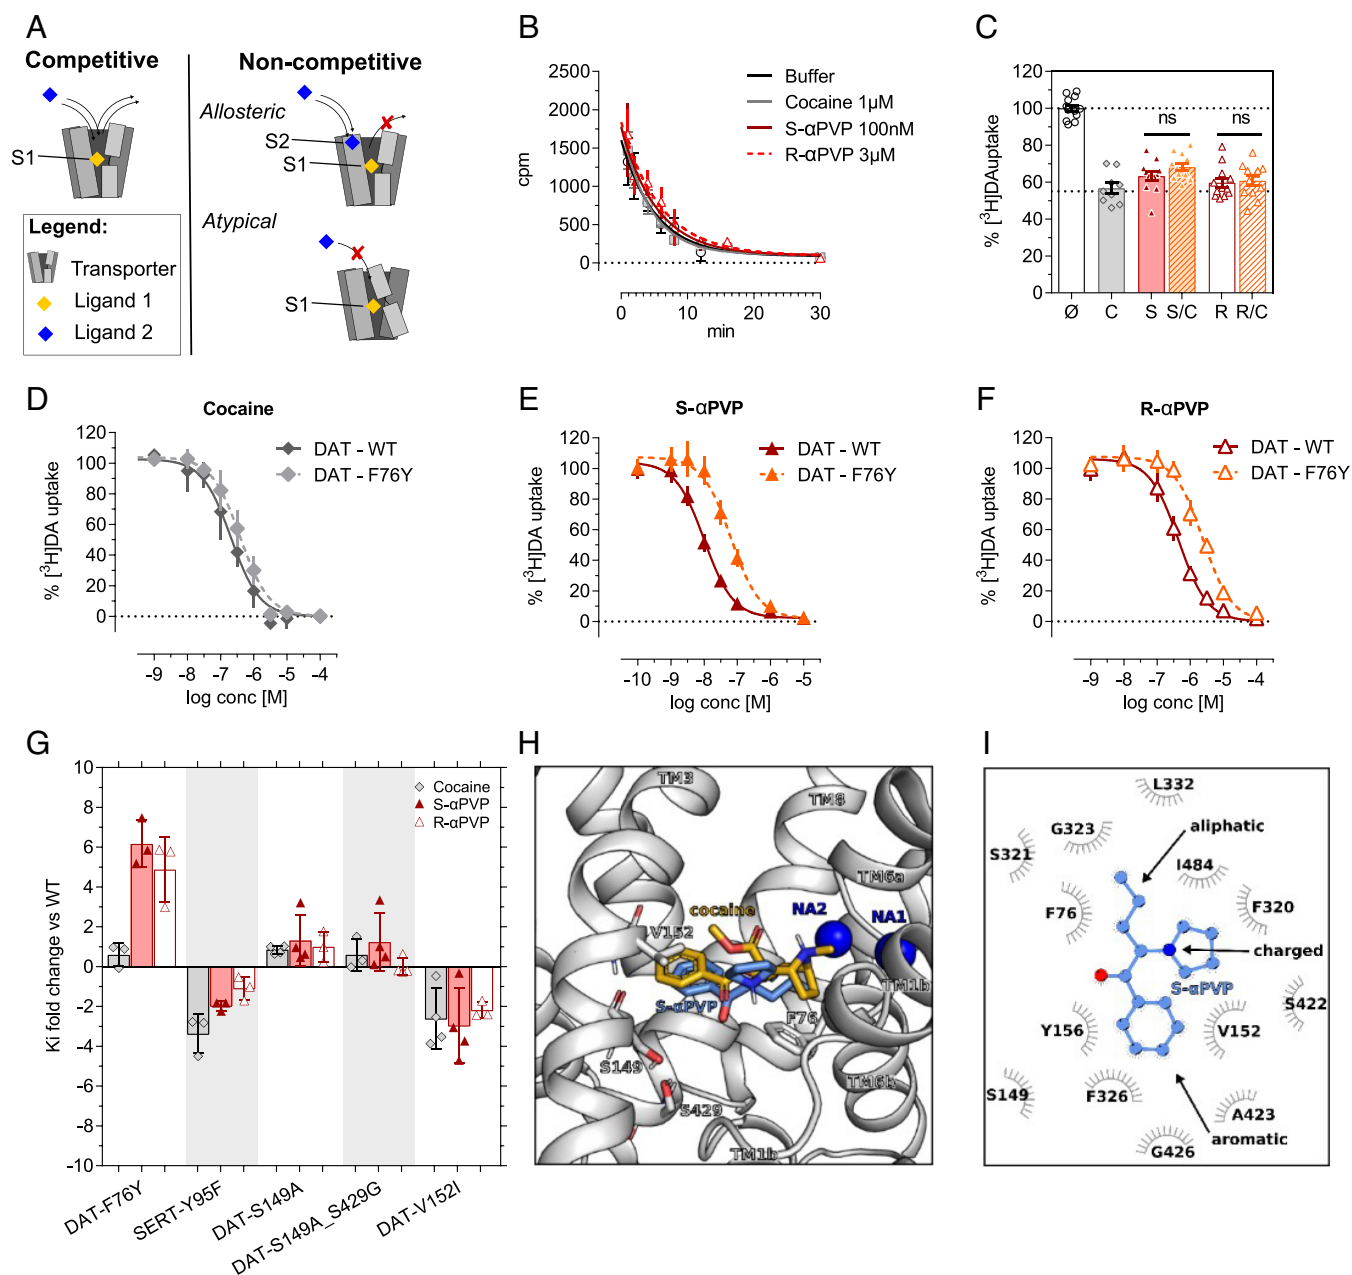 A
Competitive
Non-competitive
Allosteric
S2
S1
S1
Atypical
S1
Legend:
Transporter
Ligand 1
Ligand 2
B
2500
2000
1500
1000
500
0
cpm
0
10
20
30
min
Buffer
Cocaine 1µM
S-αPVP 100nM
R-αPVP 3µM
C
120
100
80
60
40
20
0
% [³H]DAuptake
ns
ns
Ø
C
S
S/C
R
R/C
D
Cocaine
120
100
80
60
40
20
0
% [³H]DA uptake
-9
-8
-7
-6
-5
-4
log conc [M]
DAT - WT
DAT - F76Y
E
S-αPVP
120
100
80
60
40
20
0
% [³H]DA uptake
-10
-9
-8
-7
-6
-5
log conc [M]
DAT - WT
DAT - F76Y
F
R-αPVP
120
100
80
60
40
20
0
% [³H]DA uptake
-9
-8
-7
-6
-5
-4
log conc [M]
DAT - WT
DAT - F76Y
G
10
8
6
4
2
0
-2
-4
-6
-8
-10
Ki fold change vs WT
Cocaine
S-αPVP
R-αPVP
DAT-F76Y
SERT-Y95F
DAT-S149A
DAT-S149A_S429G
DAT-V152I
H
TM3
TM8
TM6a
cocaine
NA2
NA1
V152
S-αPVP
TM1b
F76
S149
TM6b
S429
TM1b
I
L332
G323
aliphatic
S321
I484
F76
F320
charged
S-αPVP
S422
Y156
V152
S149
F326
A423
aromatic
G426